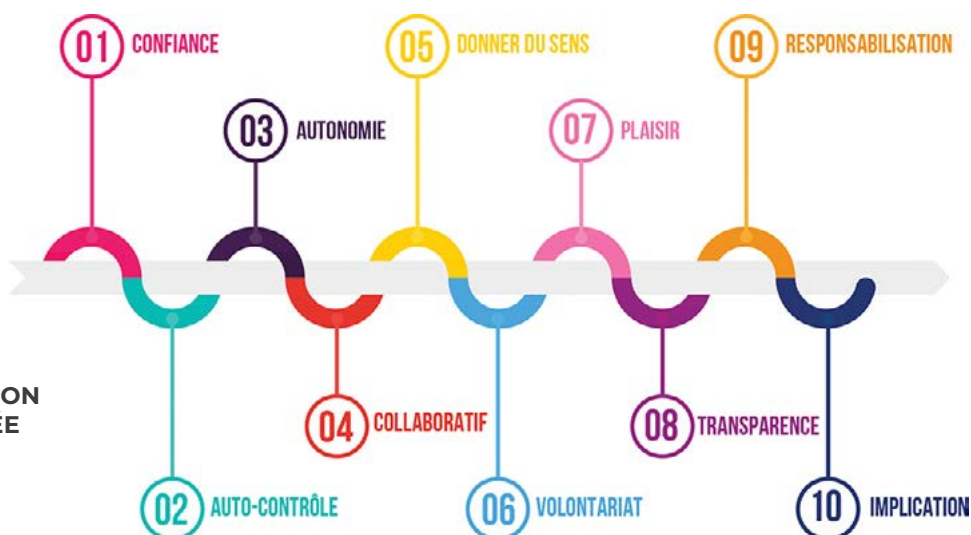 01 CONFIANCE
02 AUTO-CONTRÔLE
03 AUTONOMIE
04 COLLABORATIF
05 DONNER DU SENS
06 VOLONTARIAT
07 PLAISIR
08 TRANSPARENCE
09 RESPONSABILISATION
10 IMPLICATION
ON
ÉE